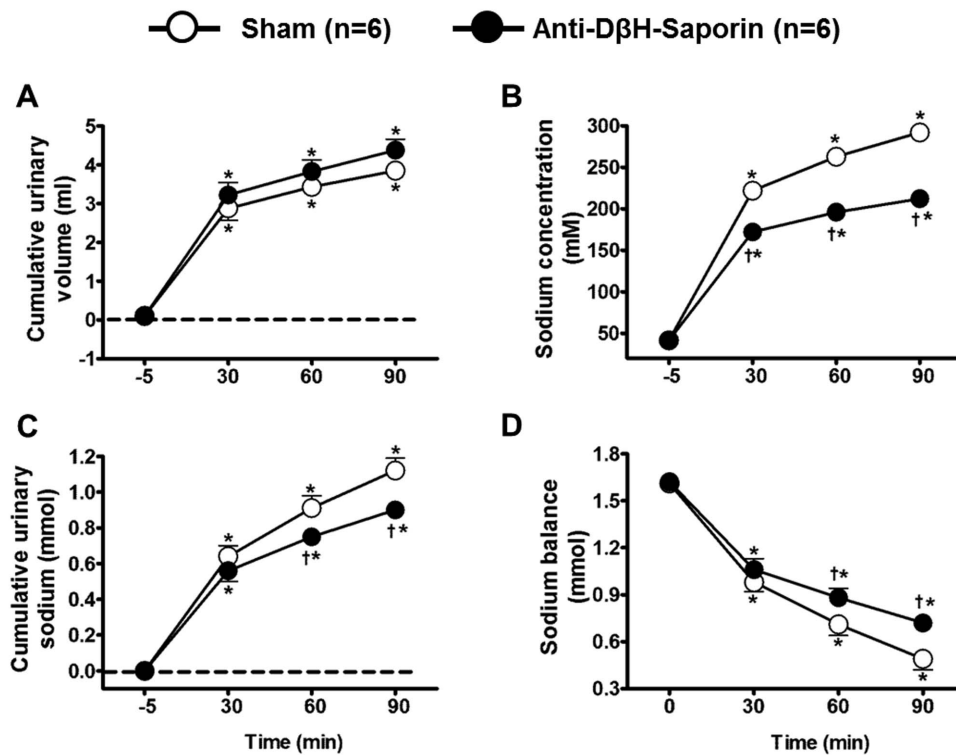 Sham (n=6) Anti-DβH-Saporin (n=6)
A
Cumulative urinary
volume (ml)
5
4
3
2
1
0
-1
* * *
* * *
-5 30 60 90
B
Sodium concentration
(mM)
300
250
200
150
100
50
* * *
†* †* †*
-5 30 60 90
C
Cumulative urinary
sodium (mmol)
1.2
1.0
0.8
0.6
0.4
0.2
0.0
* * *
* †* †*
-5 30 60 90
Time (min)
D
Sodium balance
(mmol)
1.8
1.5
1.2
0.9
0.6
0.3
* †* †*
* * *
0 30 60 90
Time (min)